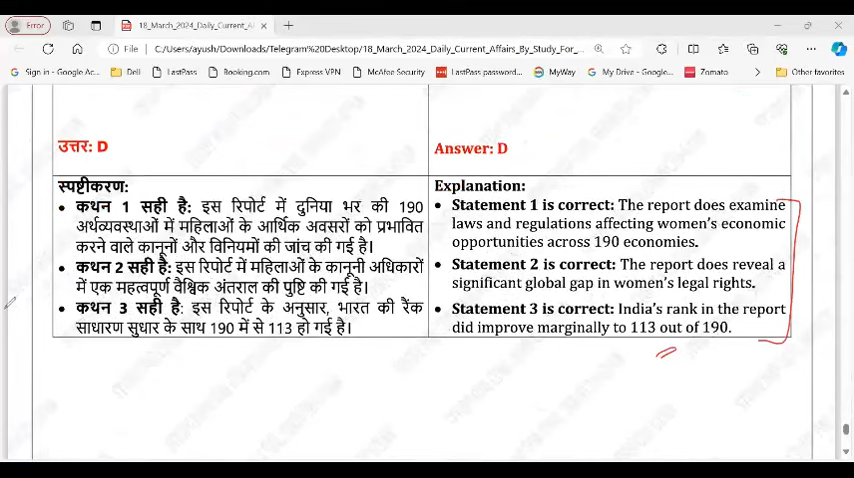 Error
18_March_2024_Daily_Current_Af
File
C:/Users/ayush/Downloads/Telegram%20Desktop/18_March_2024_Daily_Current_Affairs_By_Study_For_...
Sign in - Google Ac...
Dell
LastPass
Booking.com
Express VPN
McAfee Security
LastPass password...
MyWay
My Drive - Google...
Zomato
Other favorites
उत्तर: D
स्पष्टीकरण:
• कथन 1 सही है: इस रिपोर्ट में दुनिया भर की 190
अर्थव्यवस्थाओं में महिलाओं के आर्थिक अवसरों को प्रभावित
करने वाले कानूनों और विनियमों की जांच की गई है।
• कथन 2 सही है: इस रिपोर्ट में महिलाओं के कानूनी अधिकारों
में एक महत्वपूर्ण वैश्विक अंतराल की पुष्टि की गई है।
• कथन 3 सही है: इस रिपोर्ट के अनुसार, भारत की रैंक
साधारण सुधार के साथ 190 में से 113 हो गई है।
Answer: D
Explanation:
• Statement 1 is correct: The report does examine
laws and regulations affecting women's economic
opportunities across 190 economies.
• Statement 2 is correct: The report does reveal a
significant global gap in women's legal rights.
• Statement 3 is correct: India's rank in the report
did improve marginally to 113 out of 190.